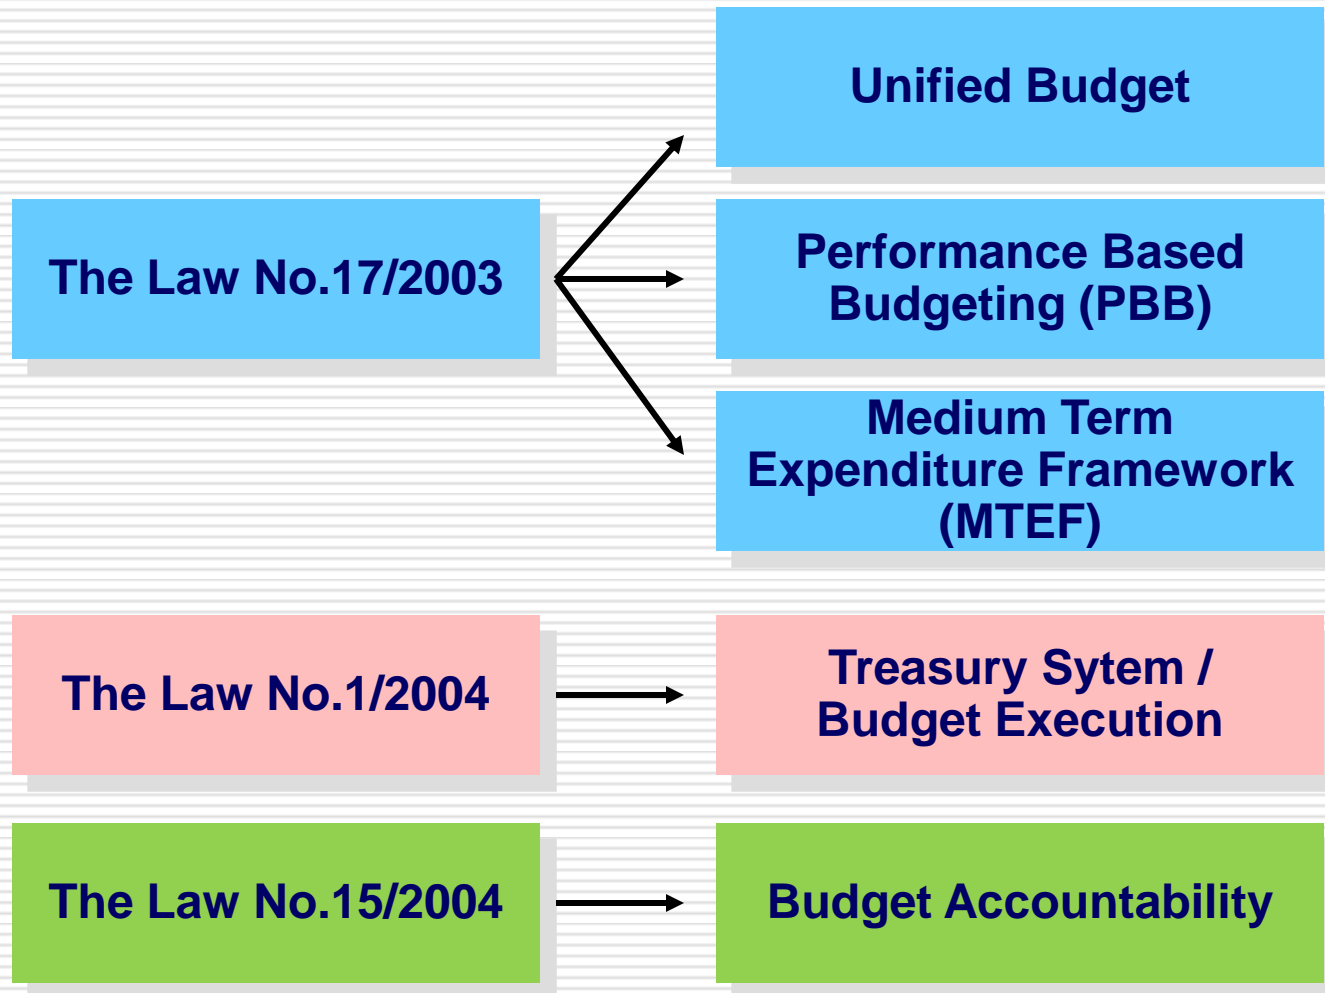 Unified Budget
The Law No.17/2003
Performance Based
Budgeting (PBB)
Medium Term
Expenditure Framework
(MTEF)
The Law No.1/2004
Treasury Sytem /
Budget Execution
The Law No.15/2004
Budget Accountability